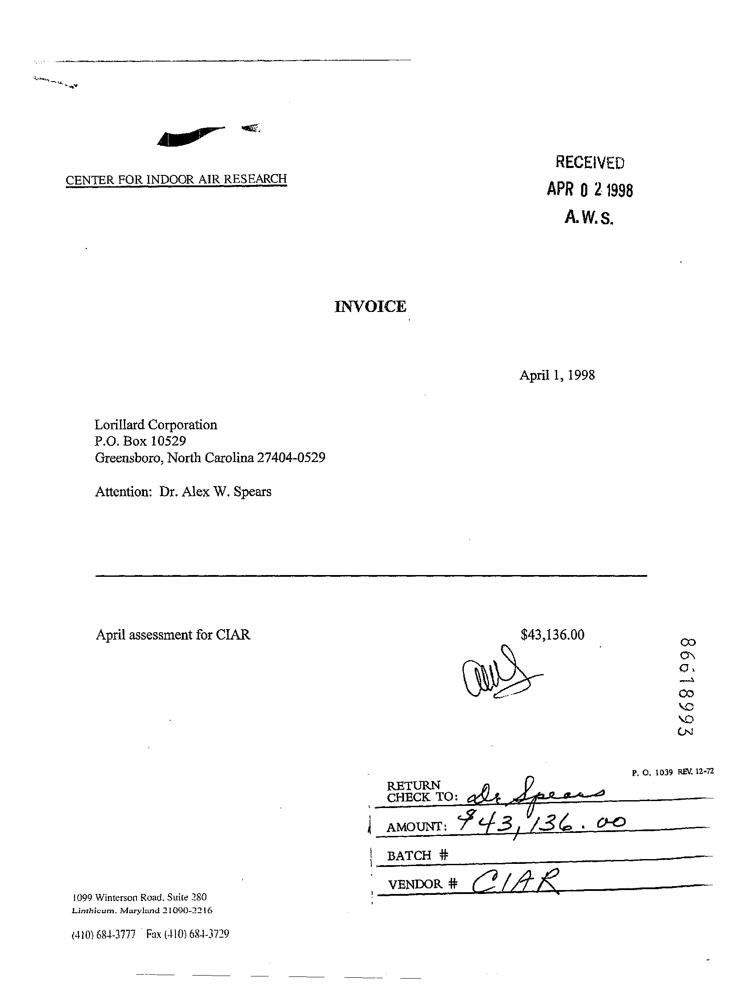 CENTER FOR INDOOR AIR RESEARCH
RECEIVED
APR 0 2 1998
A.W.S.
INVOICE
April 1, 1998
Lorillard Corporation
P.O. Box 10529
Greensboro, North Carolina 27404-0529
Attention: Dr. Alex W. Spears
April assessment for CIAR $43,136.00
86618993
P. O. 1039 REV. 12-72
RETURN
CHECK TO: Dr Spears
AMOUNT: $43,136.00
BATCH #
VENDOR # CIAR
1099 Winterson Road, Suite 280
Linthicum, Maryland 21090-2216
(410) 684-3777 Fax (410) 684-3729